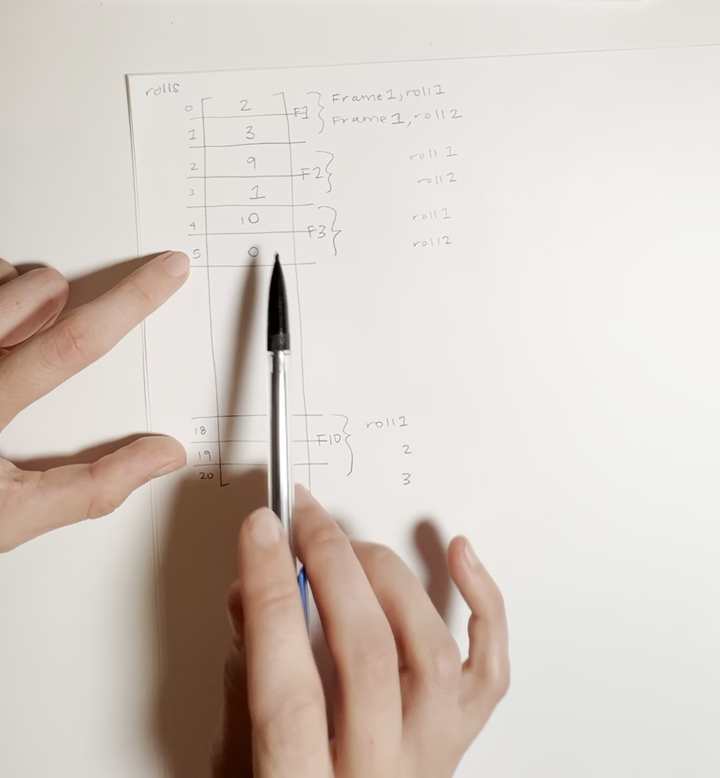 rolls
0 2 F1 Frame 1, roll 1
1 3 Frame 1, roll 2
2 9 F2 roll 1
3 1 roll 2
4 10 F3 roll 1
5 0 roll 2
18 F10 roll 1
19 2
20 3